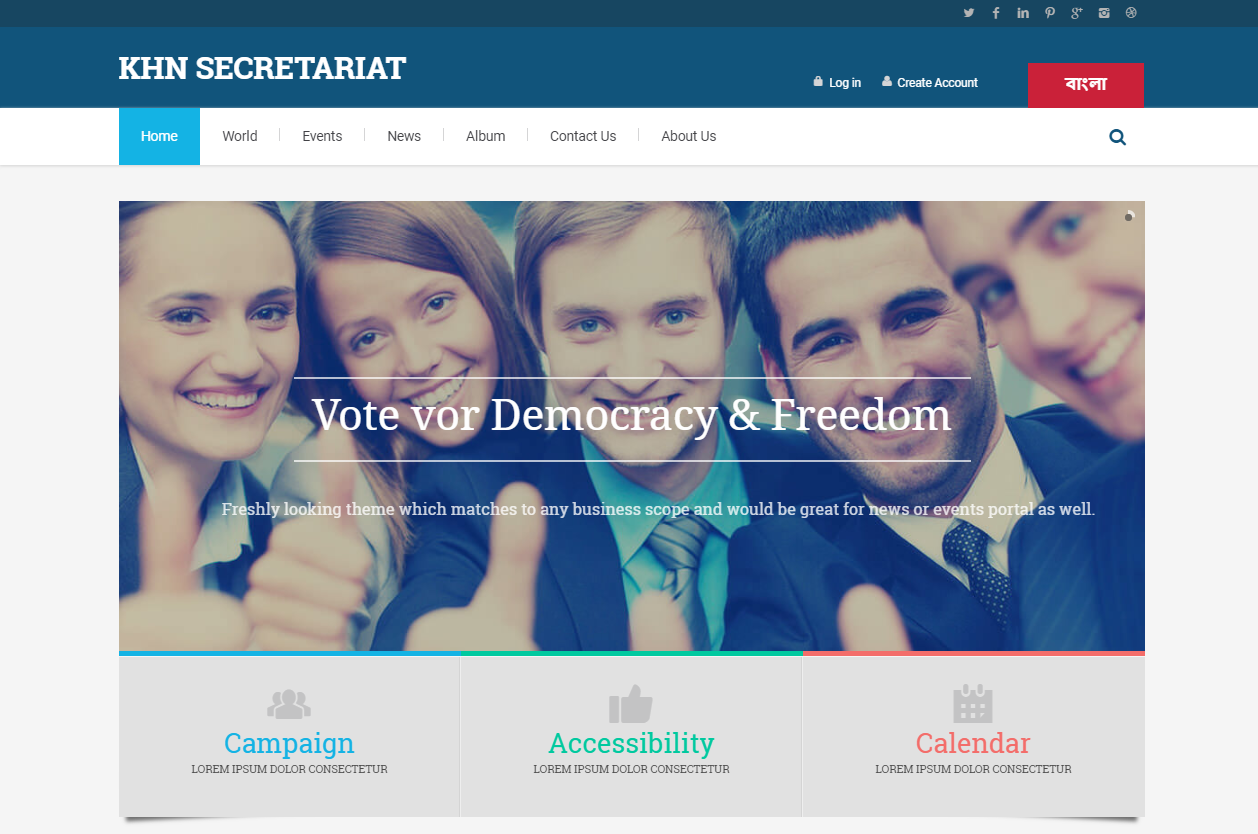 KHN SECRETARIAT
Log in
Create Account
বাংলা
Home
World
Events
News
Album
Contact Us
About Us
Vote vor Democracy & Freedom
Freshly looking theme which matches to any business scope and would be great for news or events portal as well.
Campaign
LOREM IPSUM DOLOR CONSECTETUR
Accessibility
LOREM IPSUM DOLOR CONSECTETUR
Calendar
LOREM IPSUM DOLOR CONSECTETUR